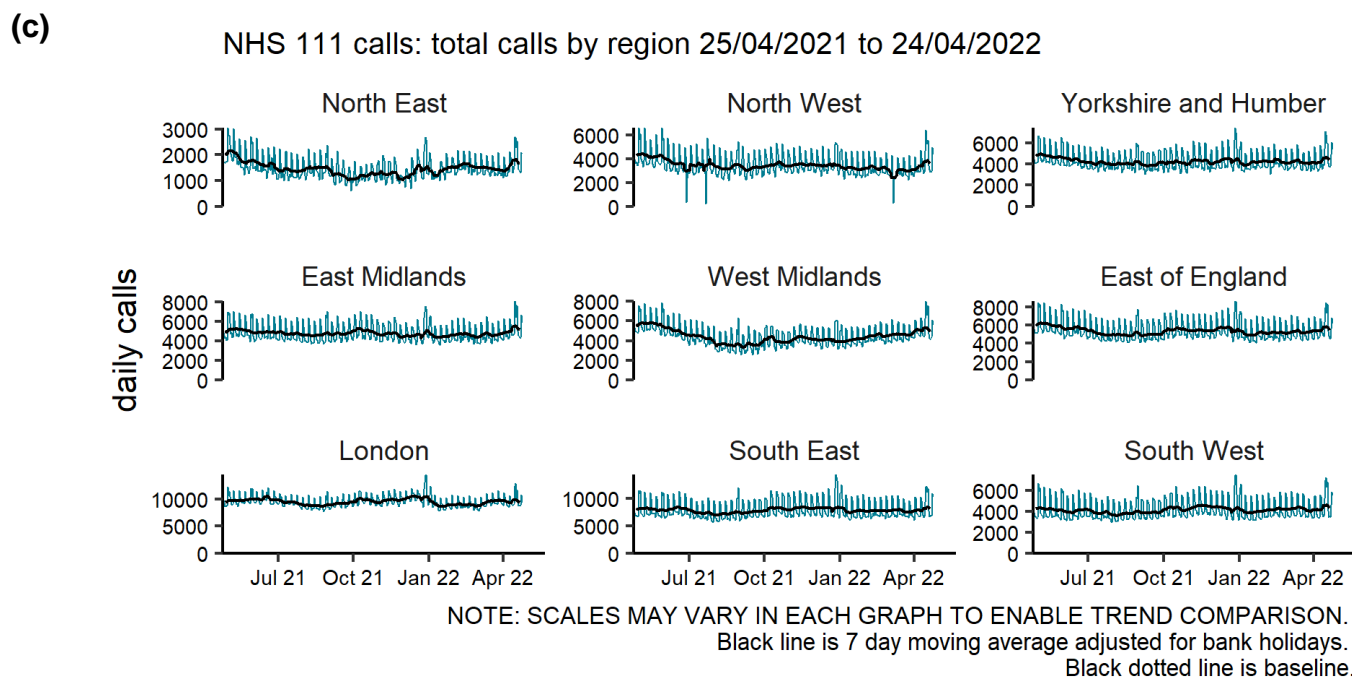 (c)
NHS 111 calls: total calls by region 25/04/2021 to 24/04/2022
North East
North West
Yorkshire and Humber
3000
2000
1000
0
6000
4000
2000
0
6000
4000
2000
0
daily calls
East Midlands
West Midlands
East of England
8000
6000
4000
2000
0
8000
6000
4000
2000
0
8000
6000
4000
2000
0
London
South East
South West
10000
5000
0
10000
5000
0
6000
4000
2000
0
Jul 21 Oct 21 Jan 22 Apr 22
Jul 21 Oct 21 Jan 22 Apr 22
Jul 21 Oct 21 Jan 22 Apr 22
NOTE: SCALES MAY VARY IN EACH GRAPH TO ENABLE TREND COMPARISON.
Black line is 7 day moving average adjusted for bank holidays.
Black dotted line is baseline.